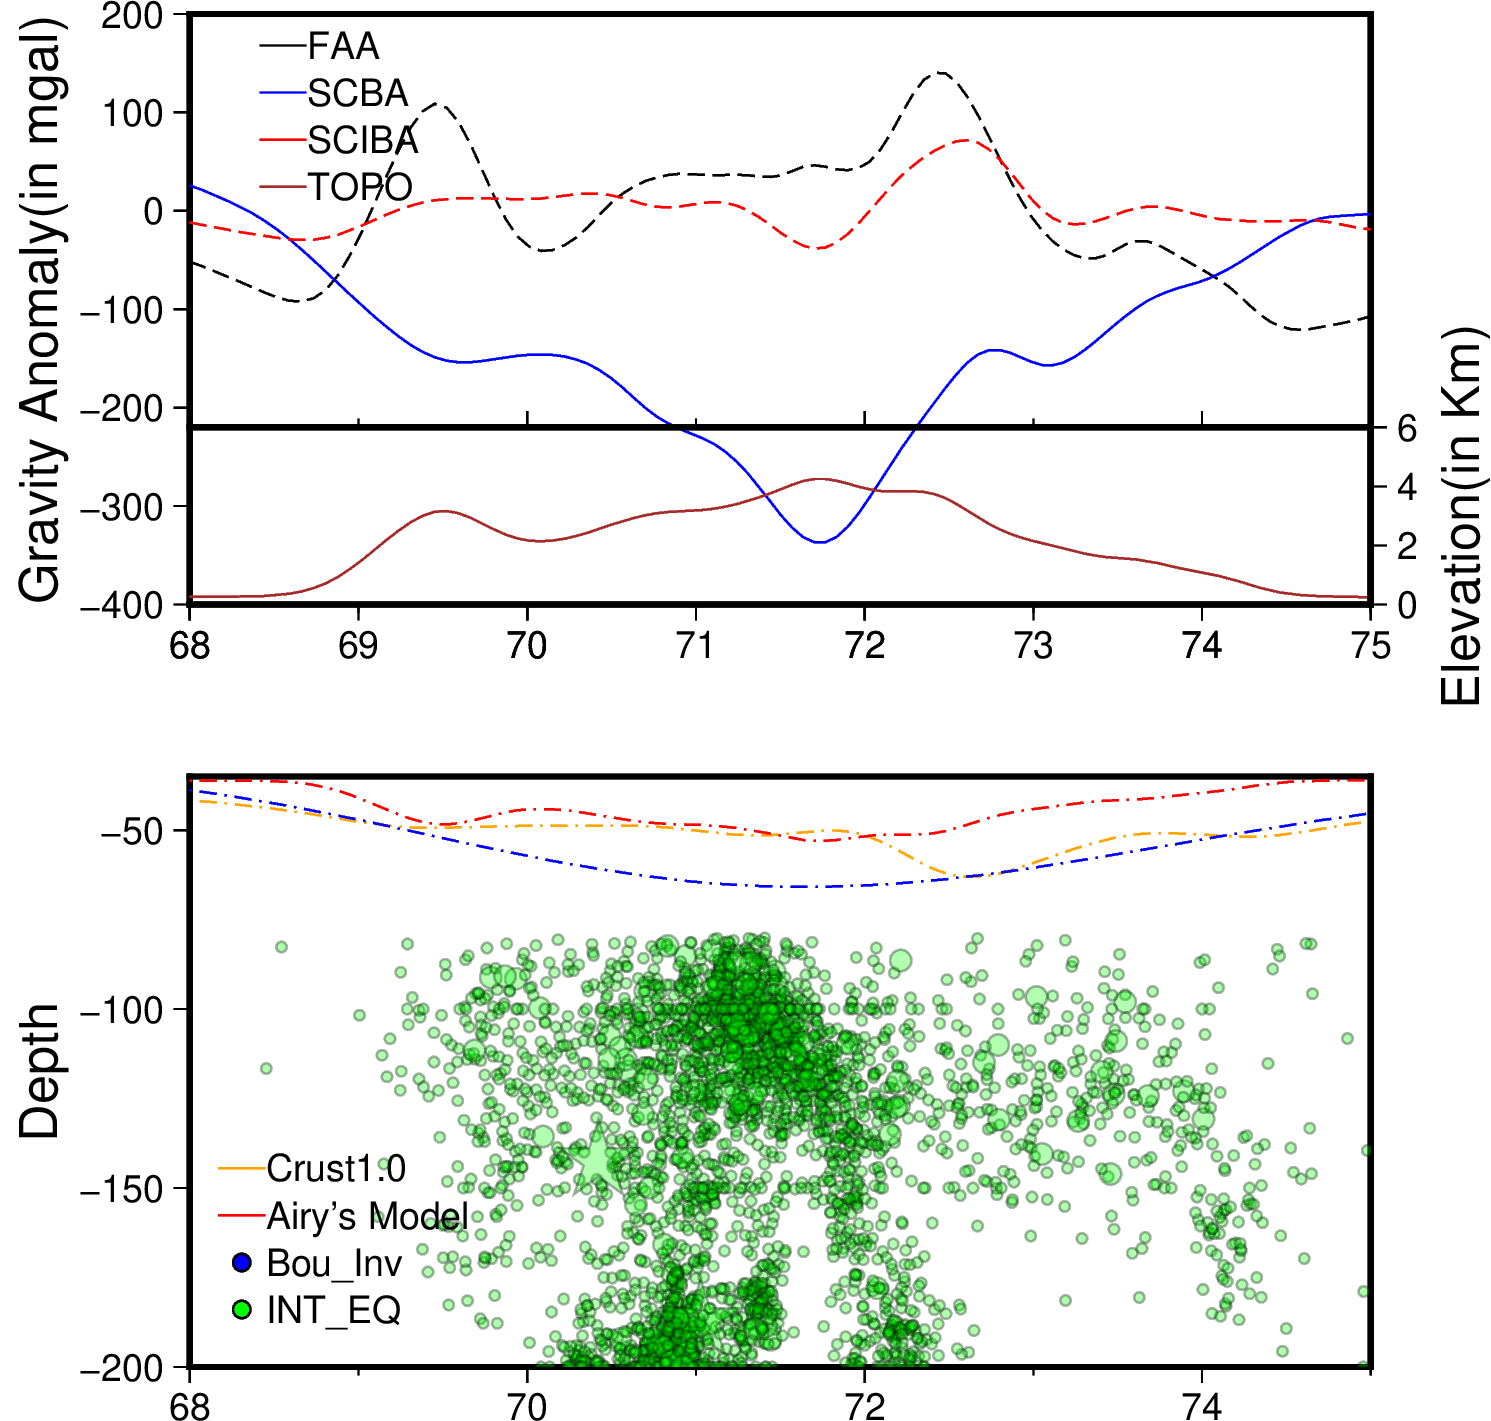 Gravity Anomaly(in mgal)
200
100
0
−100
−200
−300
−400
FAA
SCBA
SCIBA
TOPO
6
4
2
0
Elevation(in Km)
68 69 70 71 72 73 74 75
Depth
−50
−100
−150
−200
Crust1.0
Airy's Model
Bou_Inv
INT_EQ
68 70 72 74